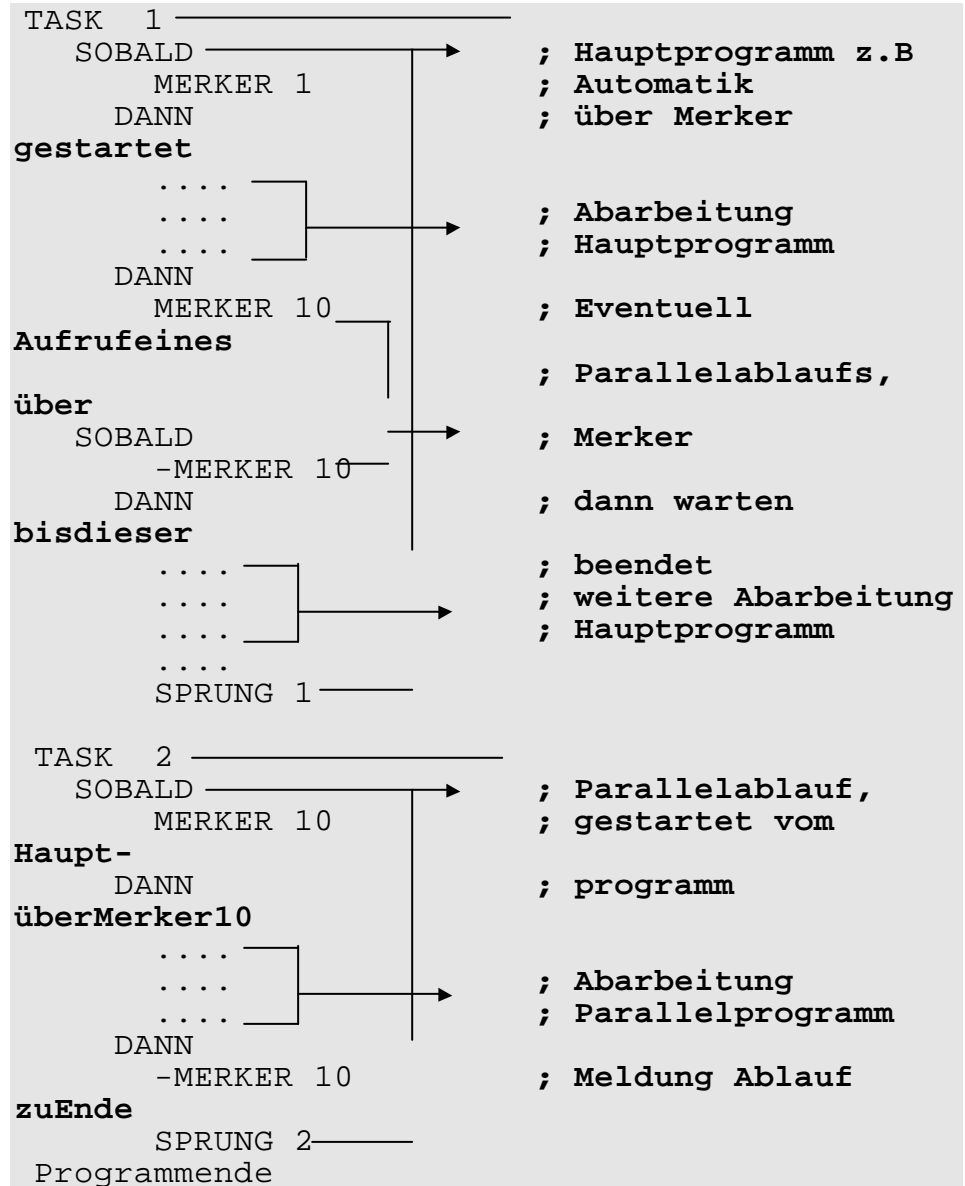 TASK 1
SOBALD ; Hauptprogramm z.B
MERKER 1 ; Automatik
DANN ; über Merker
gestartet
....
.... ; Abarbeitung
.... ; Hauptprogramm
DANN
MERKER 10 ; Eventuell
Aufrufeines
; Parallelablaufs,
über
SOBALD ; Merker
-MERKER 10
DANN ; dann warten
bisdieser
.... ; beendet
.... ; weitere Abarbeitung
.... ; Hauptprogramm
....
SPRUNG 1
TASK 2
SOBALD ; Parallelablauf,
MERKER 10 ; gestartet vom
Haupt-
DANN ; programm
überMerker10
....
.... ; Abarbeitung
.... ; Parallelprogramm
DANN
-MERKER 10 ; Meldung Ablauf
zuEnde
SPRUNG 2
Programmende